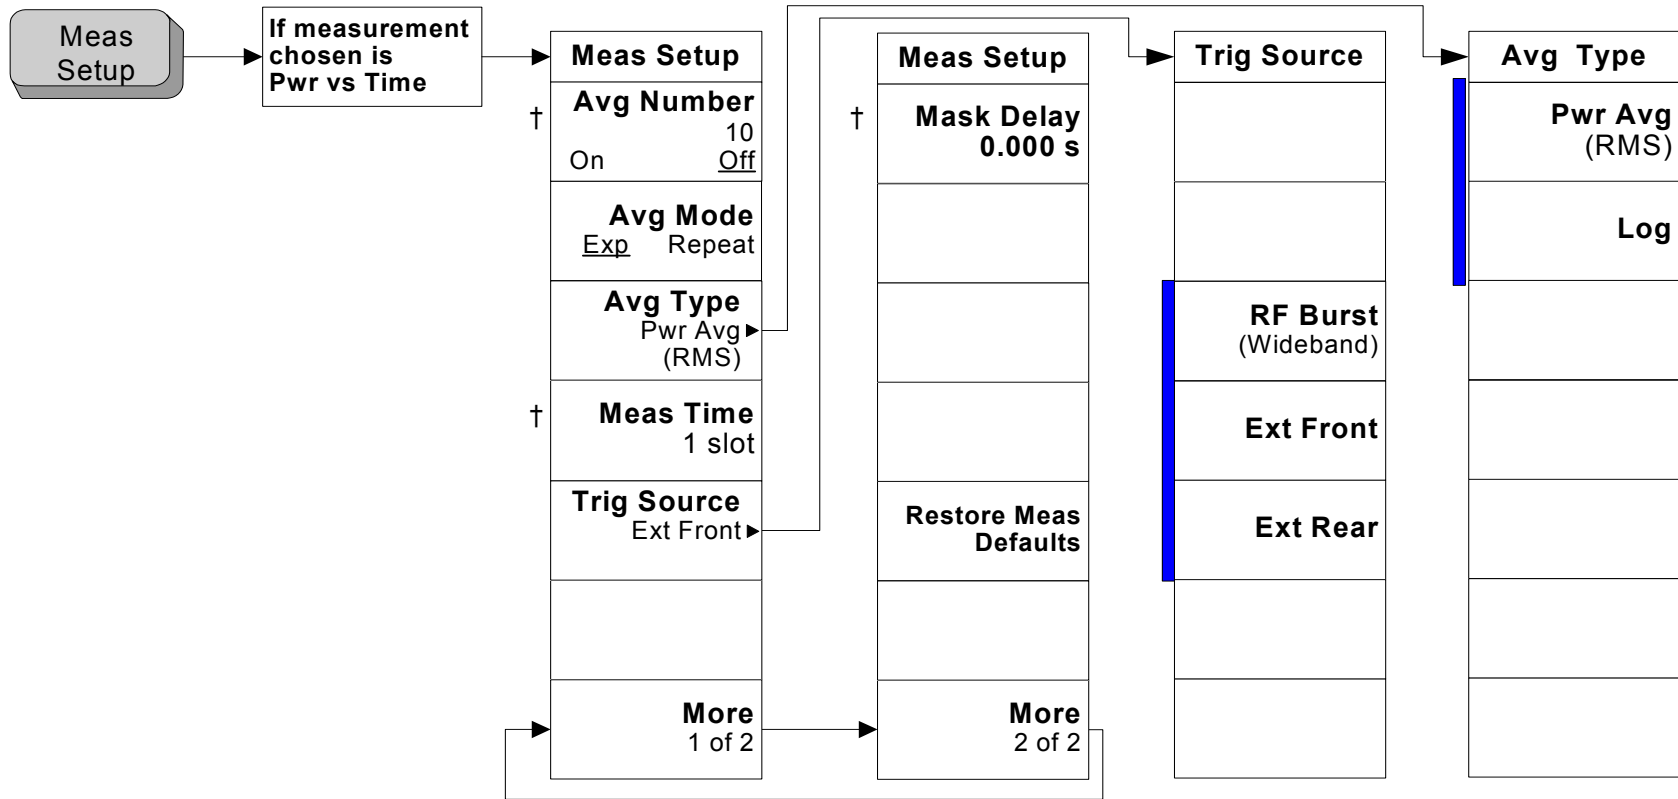 Meas
Setup
If measurement
chosen is
Pwr vs Time
Meas Setup
†
Avg Number
10
On Off
Avg Mode
Exp Repeat
Avg Type
Pwr Avg
(RMS)
†
Meas Time
1 slot
Trig Source
Ext Front
More
1 of 2
Meas Setup
†
Mask Delay
0.000 s
Restore Meas
Defaults
More
2 of 2
Trig Source
RF Burst
(Wideband)
Ext Front
Ext Rear
Avg Type
Pwr Avg
(RMS)
Log